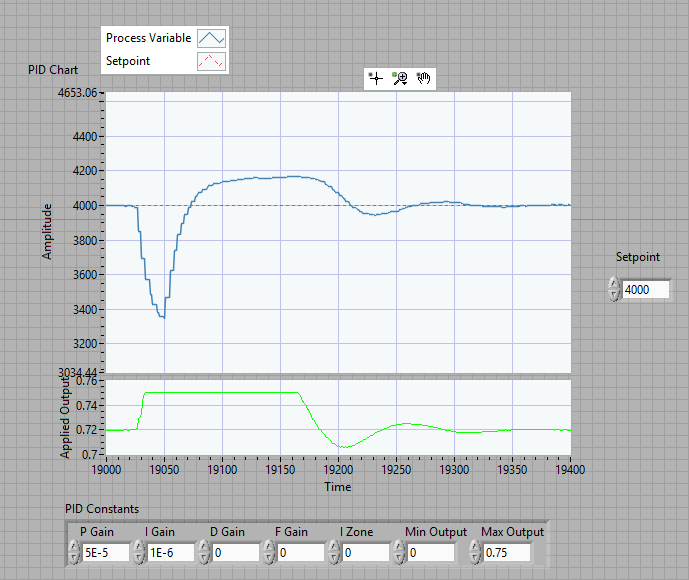 Process Variable
Setpoint
PID Chart
4653.06
4400
4200
4000
3800
3600
3400
3200
3034.44
Amplitude
Setpoint
4000
0.76
0.74
0.72
0.7
Applied Output
19000 19050 19100 19150 19200 19250 19300 19350 19400
Time
PID Constants
P Gain I Gain D Gain F Gain I Zone Min Output Max Output
5E-5 1E-6 0 0 0 0 0.75